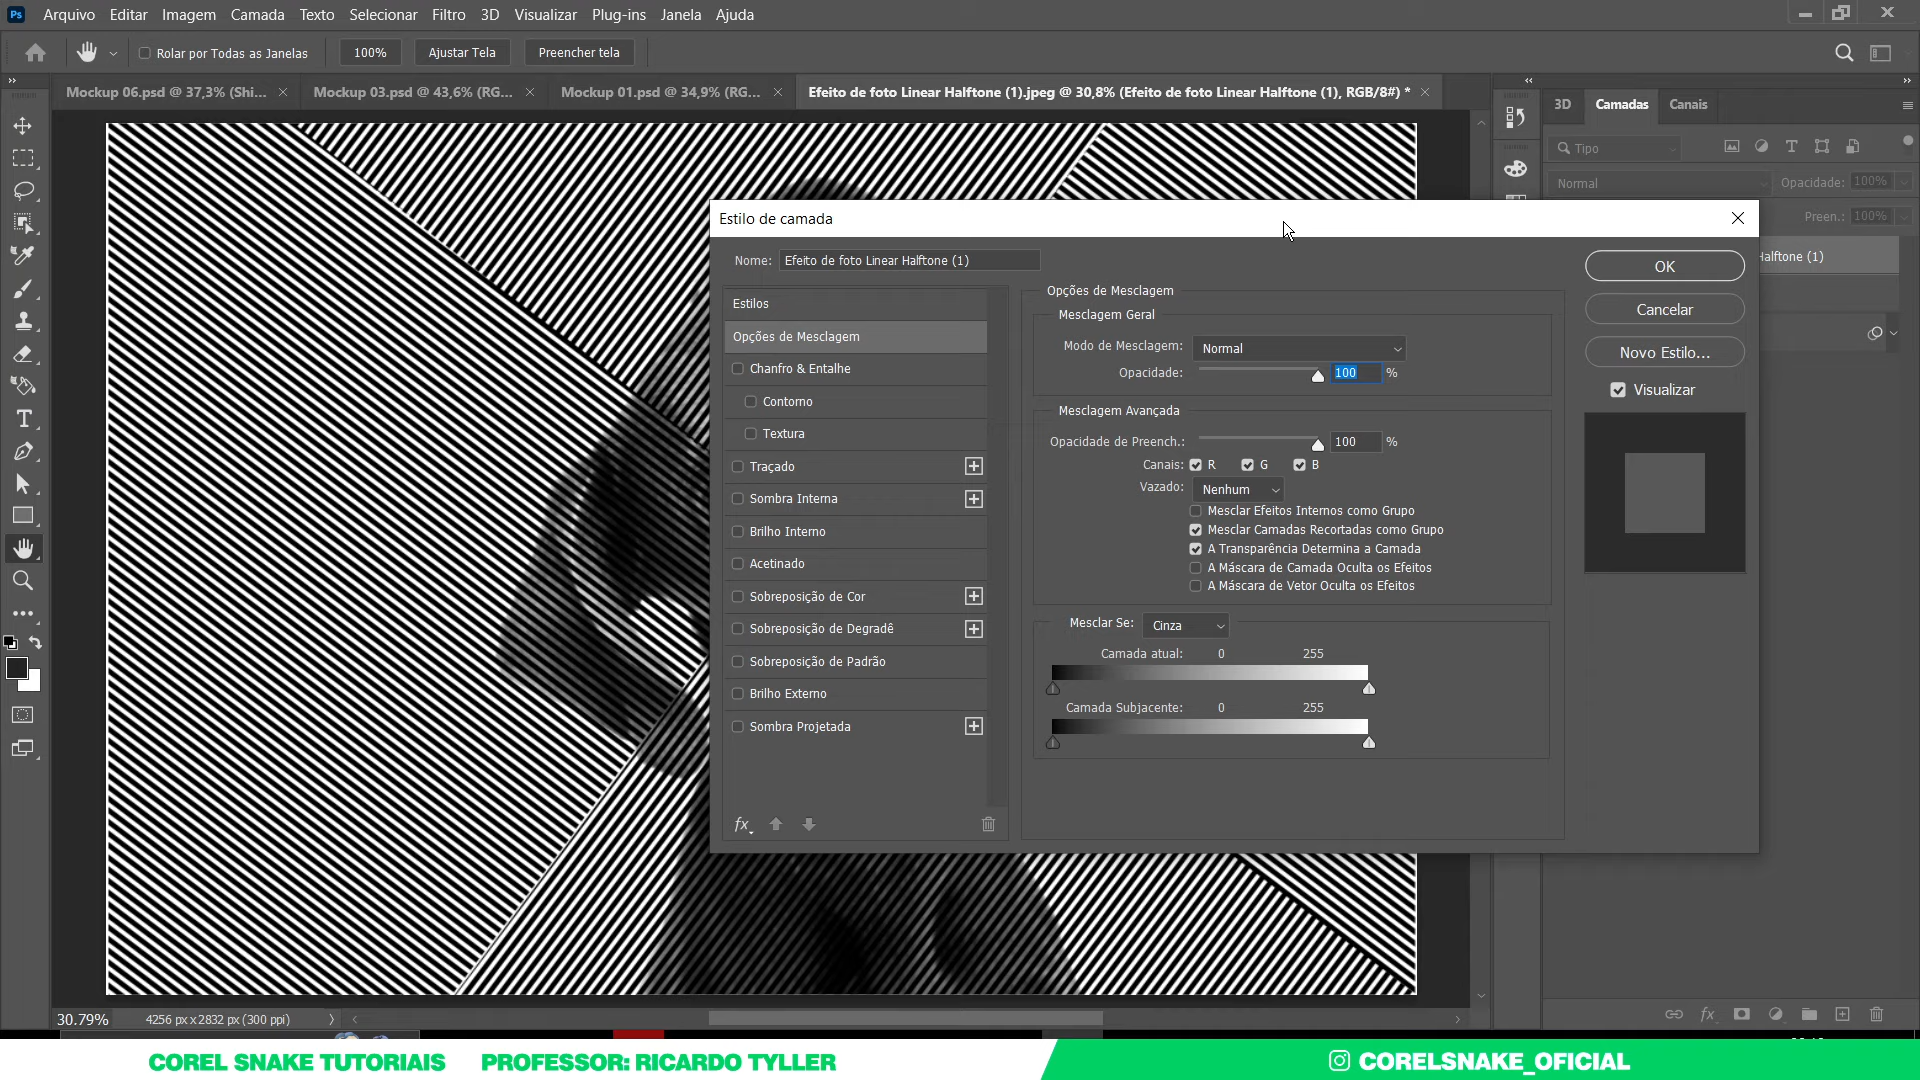 Ps Arquivo Editar Imagem Camada Texto Selecionar Filtro 3D Visualizar Plug-ins Janela Ajuda
Rolar por Todas as Janelas 100% Ajustar Tela Preencher tela
Mockup 06.psd @ 37,3% (Shi... Mockup 03.psd @ 43,6% (RG... Mockup 01.psd @ 34,9% (RG... Efeito de foto Linear Halftone (1).jpeg @ 30,8% (Efeito de foto Linear Halftone (1), RGB/8#) *
3D Camadas Canais
Tipo
Normal Opacidade: 100%
Preen.: 100%
Halftone (1)
Estilo de camada
Nome: Efeito de foto Linear Halftone (1)
Estilos
Opções de Mesclagem
Chanfro & Entalhe
Contorno
Textura
Traçado
Sombra Interna
Brilho Interno
Acetinado
Sobreposição de Cor
Sobreposição de Degradê
Sobreposição de Padrão
Brilho Externo
Sombra Projetada
fx
Opções de Mesclagem
Mesclagem Geral
Modo de Mesclagem: Normal
Opacidade: 100 %
Mesclagem Avançada
Opacidade de Preench.: 100 %
Canais: R G B
Vazado: Nenhum
Mesclar Efeitos Internos como Grupo
Mesclar Camadas Recortadas como Grupo
A Transparência Determina a Camada
A Máscara de Camada Oculta os Efeitos
A Máscara de Vetor Oculta os Efeitos
Mesclar Se: Cinza
Camada atual: 0 255
Camada Subjacente: 0 255
OK
Cancelar
Novo Estilo...
Visualizar
fx
30.79% 4256 px x 2832 px (300 ppi)
COREL SNAKE TUTORIAIS PROFESSOR: RICARDO TYLLER CORELSNAKE_OFICIAL